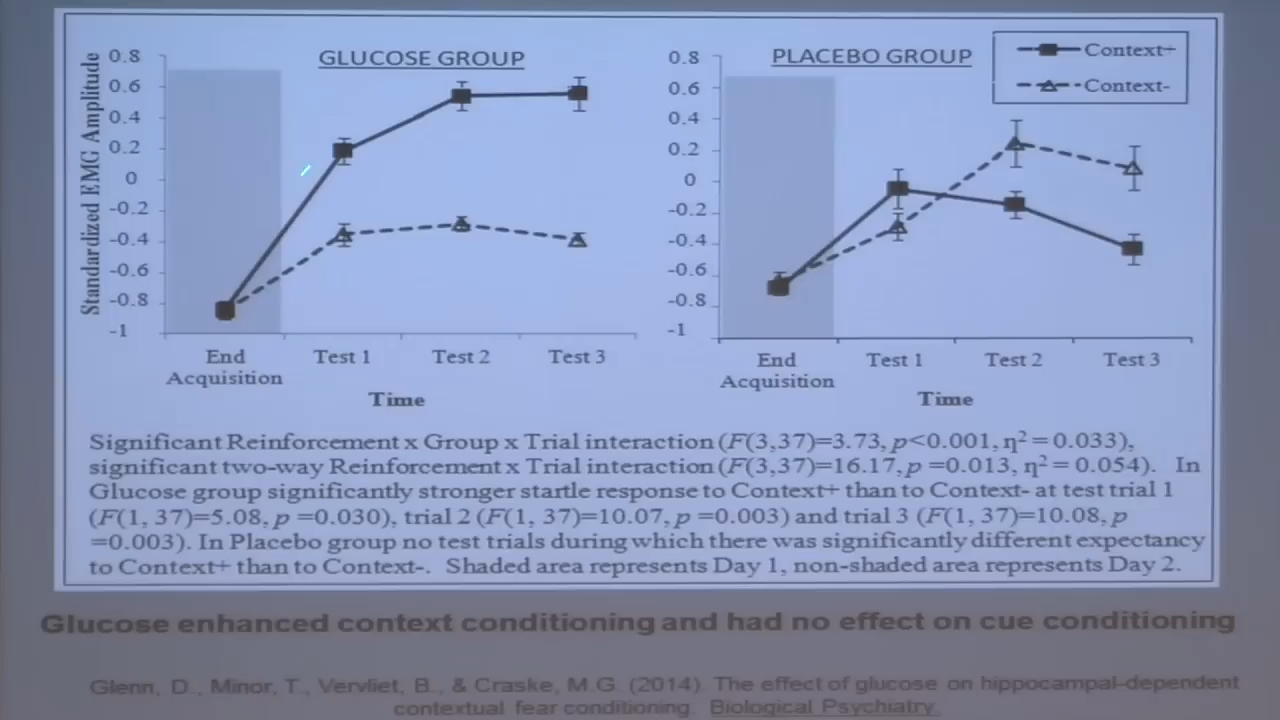 GLUCOSE GROUP
Standardized EMG Amplitude
0.8
0.6
0.4
0.2
0
-0.2
-0.4
-0.6
-0.8
-1
End Acquisition
Test 1
Test 2
Test 3
Time
PLACEBO GROUP
Context+
Context-
0.8
0.6
0.4
0.2
0
-0.2
-0.4
-0.6
-0.8
-1
End Acquisition
Test 1
Test 2
Test 3
Time
Significant Reinforcement x Group x Trial interaction (F(3,37)=3.73, p<0.001, η² = 0.033),
significant two-way Reinforcement x Trial interaction (F(3,37)=16.17, p =0.013, η² = 0.054). In
Glucose group significantly stronger startle response to Context+ than to Context- at test trial 1
(F(1, 37)=5.08, p =0.030), trial 2 (F(1, 37)=10.07, p =0.003) and trial 3 (F(1, 37)=10.08, p
=0.003). In Placebo group no test trials during which there was significantly different expectancy
to Context+ than to Context-. Shaded area represents Day 1, non-shaded area represents Day 2.
Glucose enhanced context conditioning and had no effect on cue conditioning
Glenn, D., Minor, T., Vervliet, B., & Craske, M.G. (2014). The effect of glucose on hippocampal-dependent
contextual fear conditioning. Biological Psychiatry.